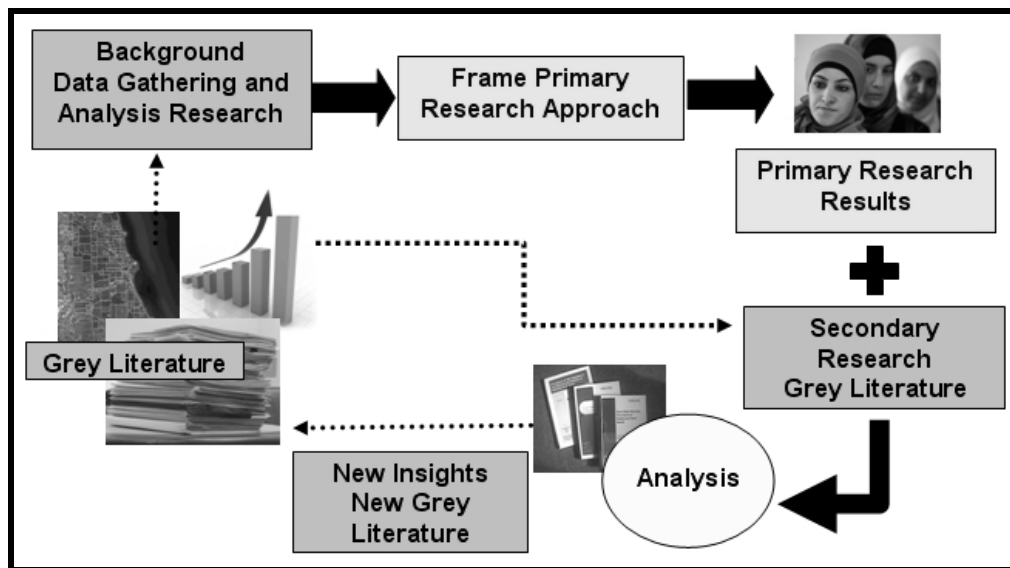 Background
Data Gathering and
Analysis Research
Frame Primary
Research Approach
Primary Research
Results
Secondary
Research
Grey Literature
Analysis
New Insights
New Grey
Literature
Grey Literature